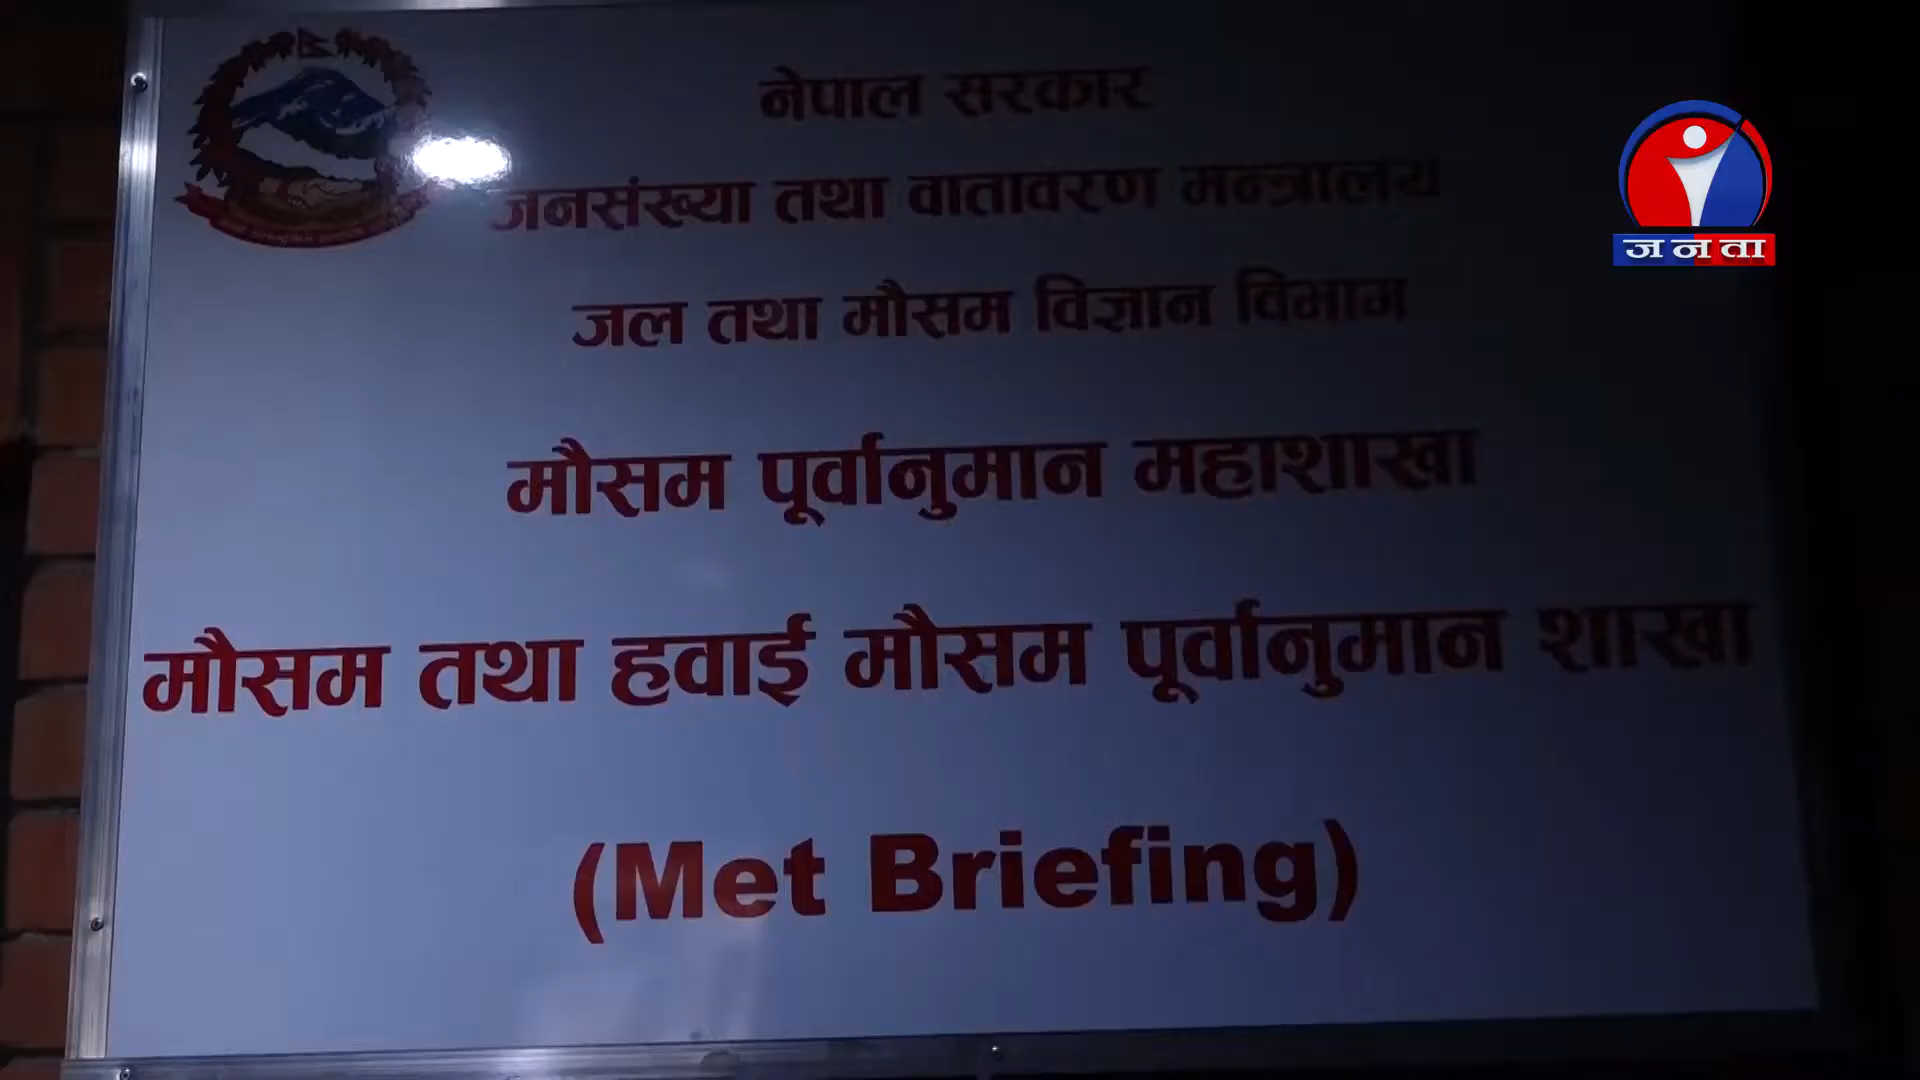 नेपाल सरकार
जनसंख्या तथा वातावरण मन्त्रालय
जल तथा मौसम विज्ञान विभाग
मौसम पूर्वानुमान महाशाखा
मौसम तथा हवाई मौसम पूर्वानुमान शाखा
(Met Briefing)
जनता